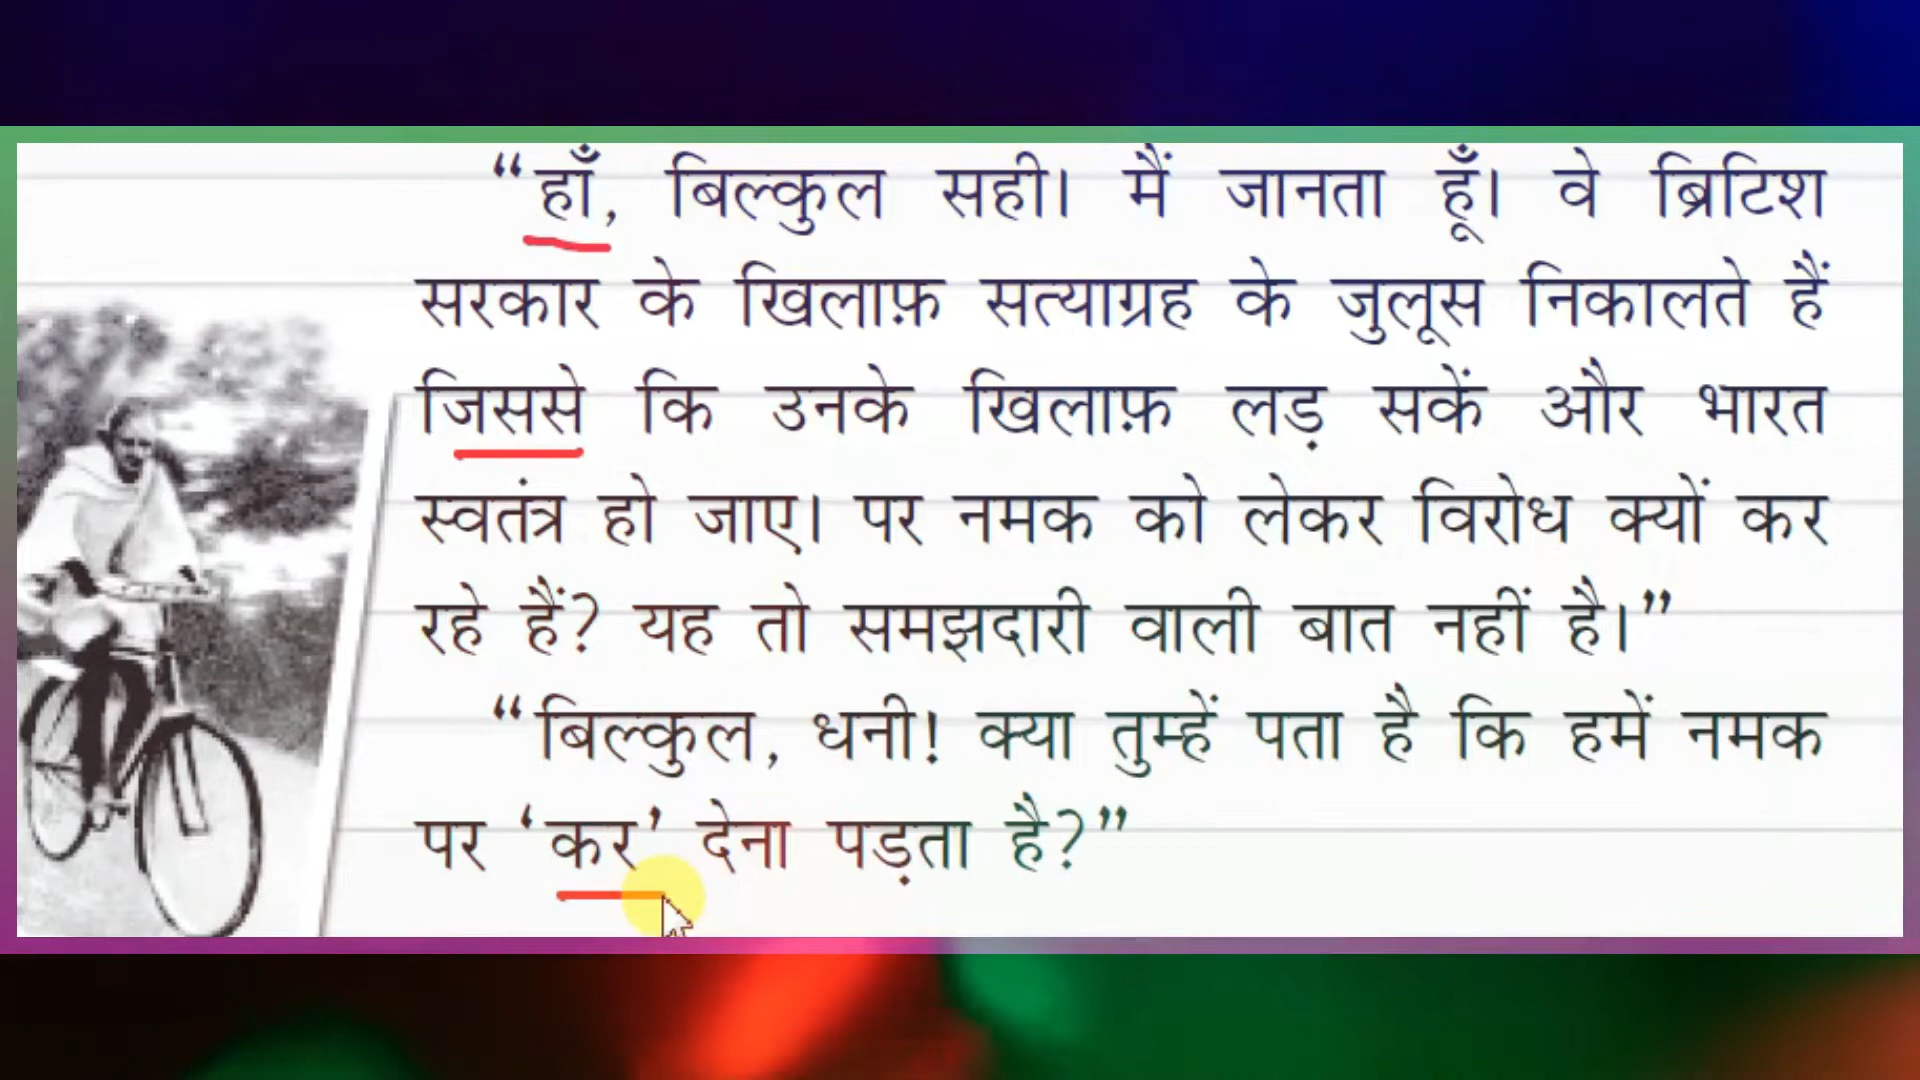 “हाँ, बिल्कुल सही। मैं जानता हूँ। वे ब्रिटिश
सरकार के खिलाफ़ सत्याग्रह के जुलूस निकालते हैं
जिससे कि उनके खिलाफ़ लड़ सकें और भारत
स्वतंत्र हो जाए। पर नमक को लेकर विरोध क्यों कर
रहे हैं? यह तो समझदारी वाली बात नहीं है।”
“बिल्कुल, धनी! क्या तुम्हें पता है कि हमें नमक
पर ‘कर’ देना पड़ता है?”